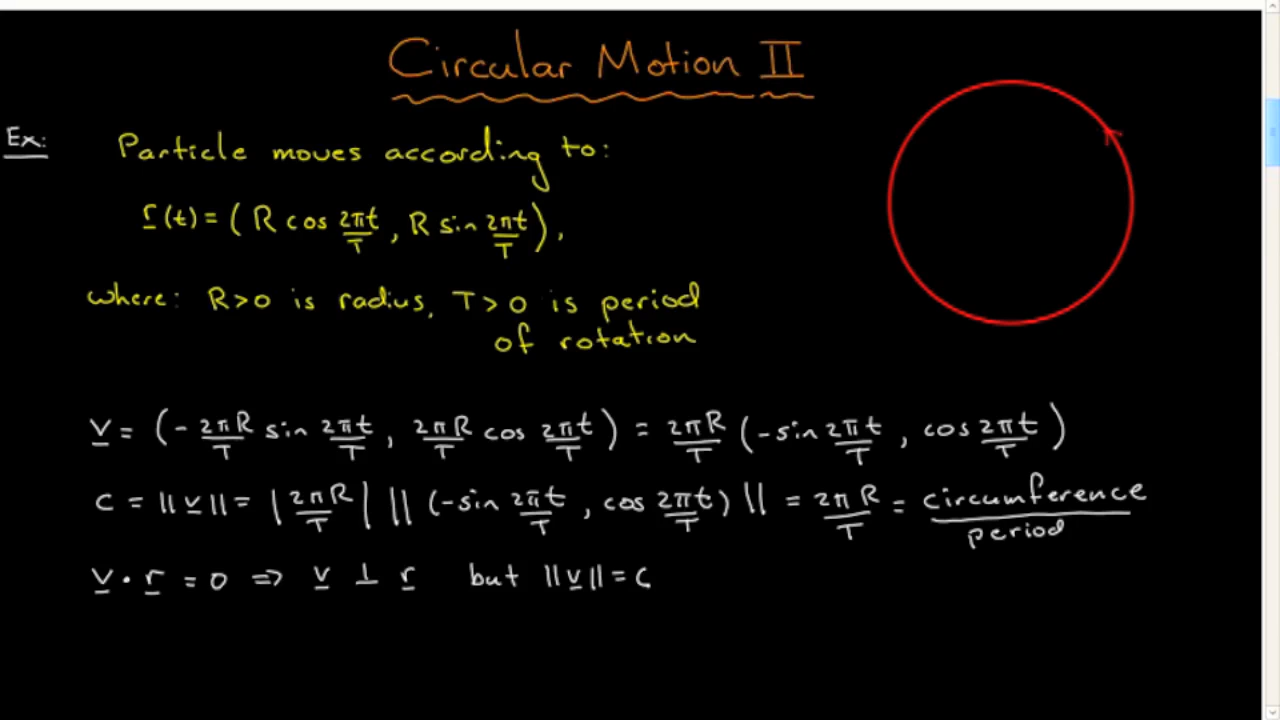 Circular Motion II
Ex: Particle moves according to:
r(t) = (R cos 2πt/T, R sin 2πt/T),
where: R>0 is radius, T>0 is period
of rotation
v = (-2πR/T sin 2πt/T, 2πR/T cos 2πt/T) = 2πR/T (-sin 2πt/T, cos 2πt/T)
c = ||v|| = |2πR/T| ||(-sin 2πt/T, cos 2πt/T)|| = 2πR/T = circumference/period
v · r = 0 ⇒ v ⊥ r but ||v|| = c